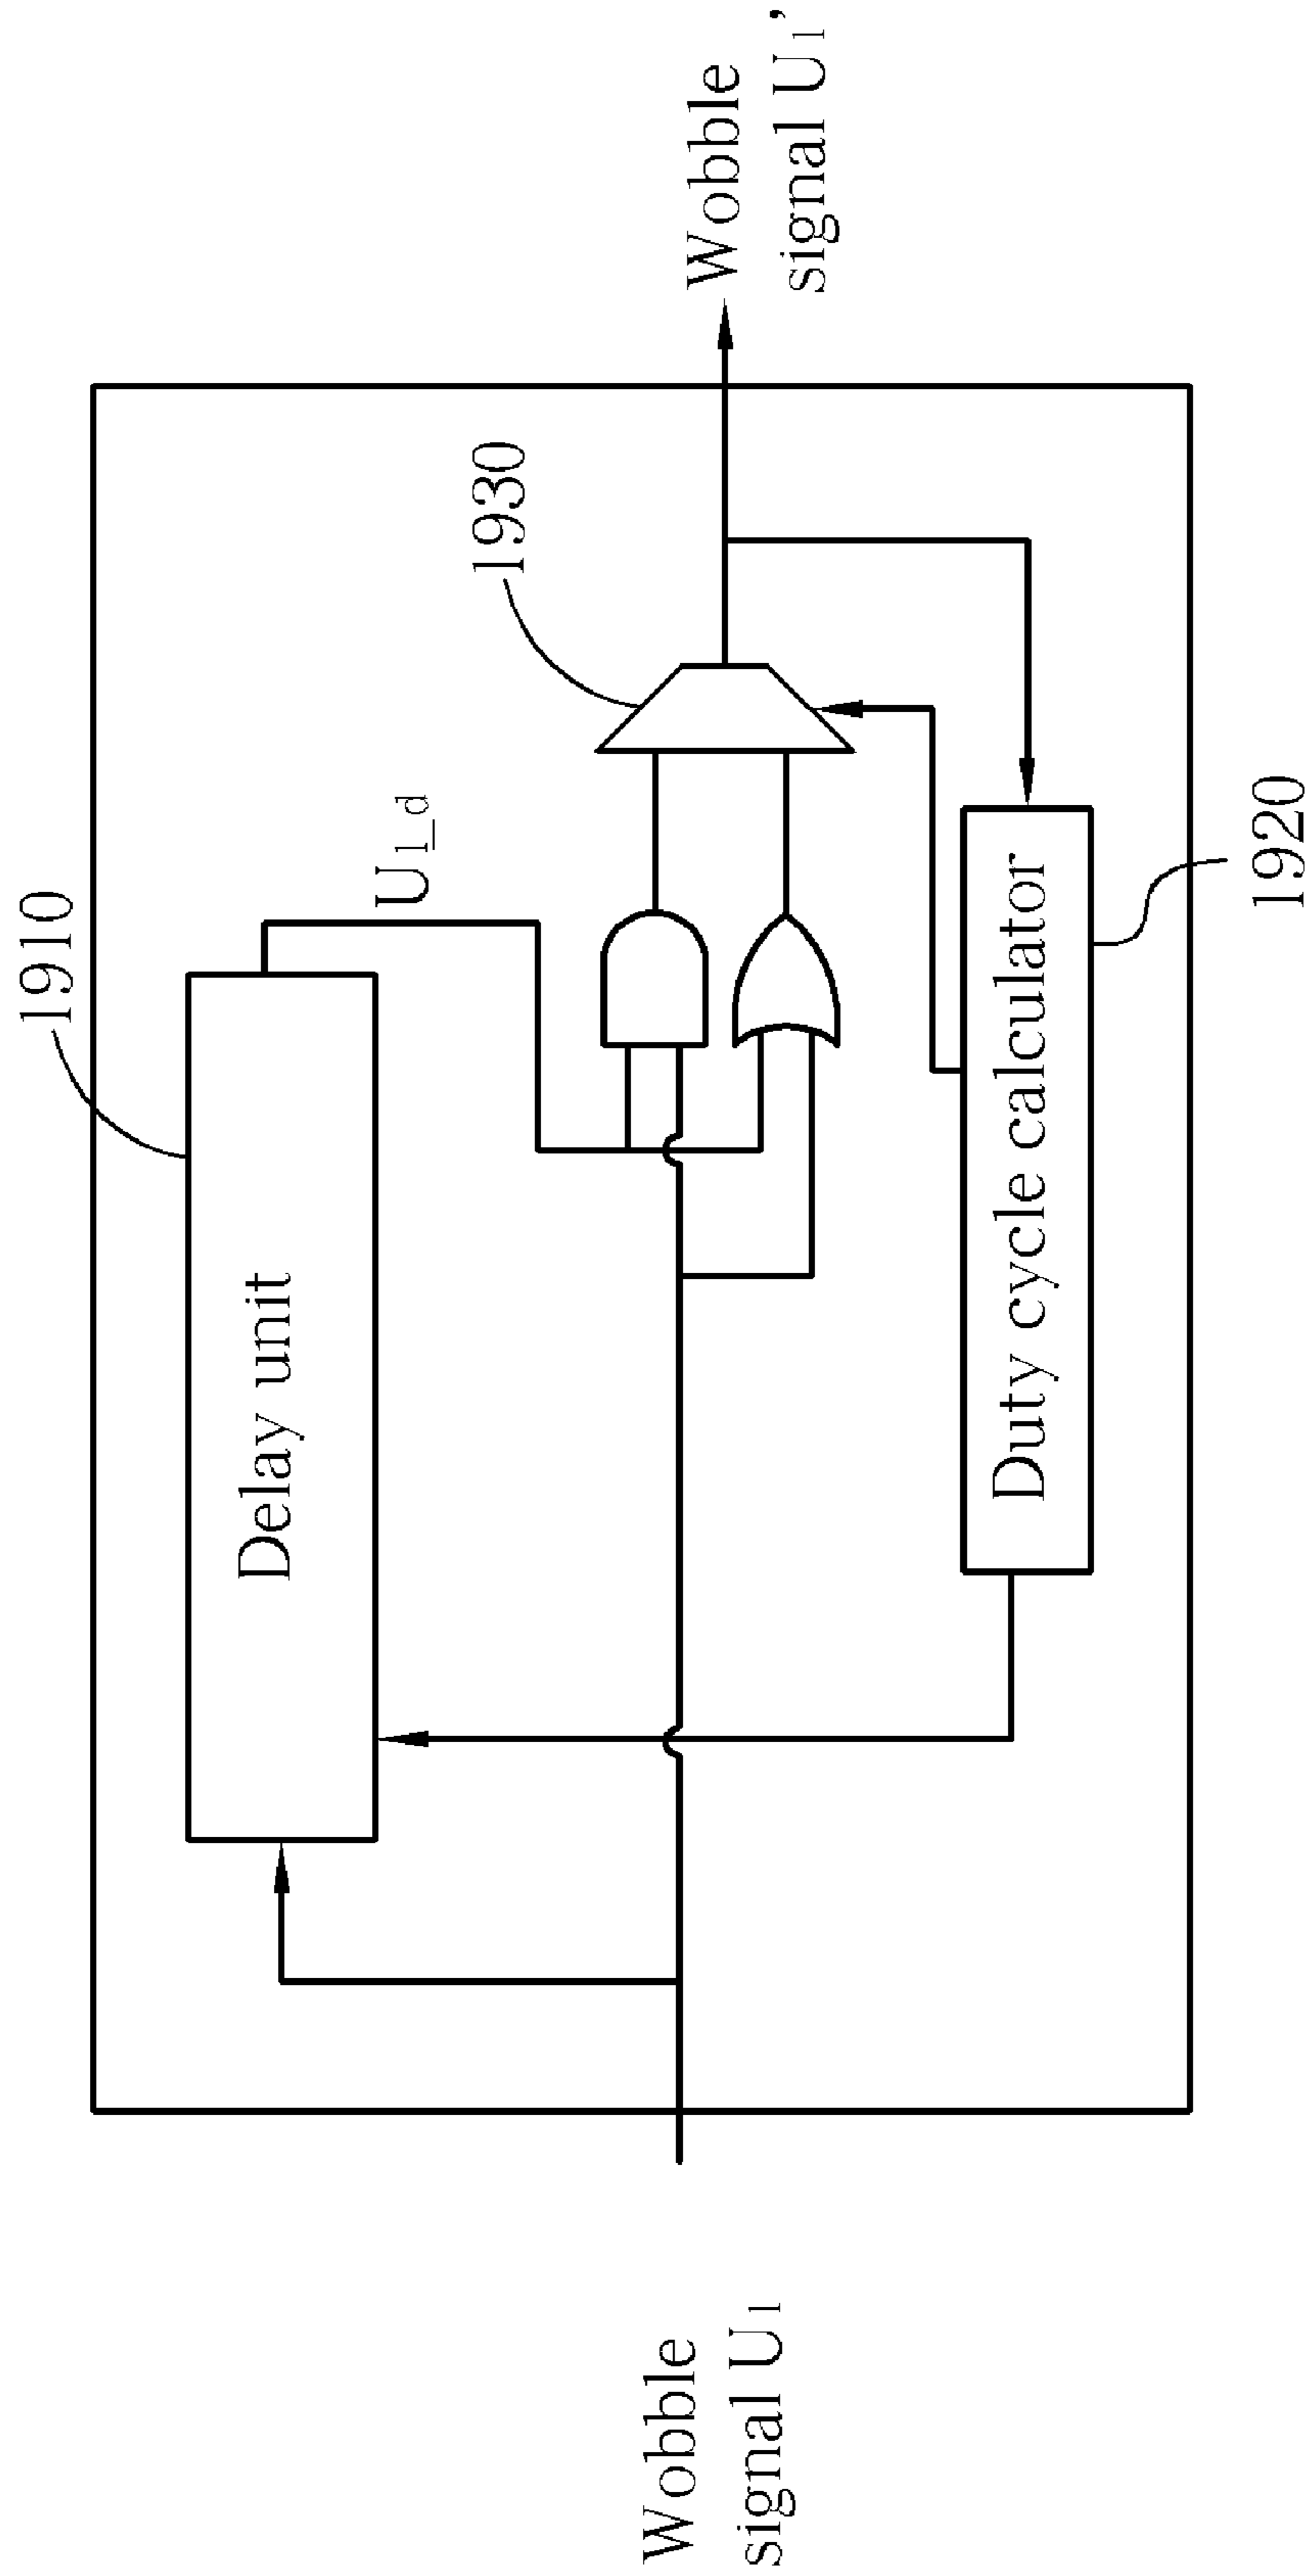 1910
Delay unit
U1_d
1930
Wobble
signal U1
Wobble
signal U1’
Duty cycle calculator
1920